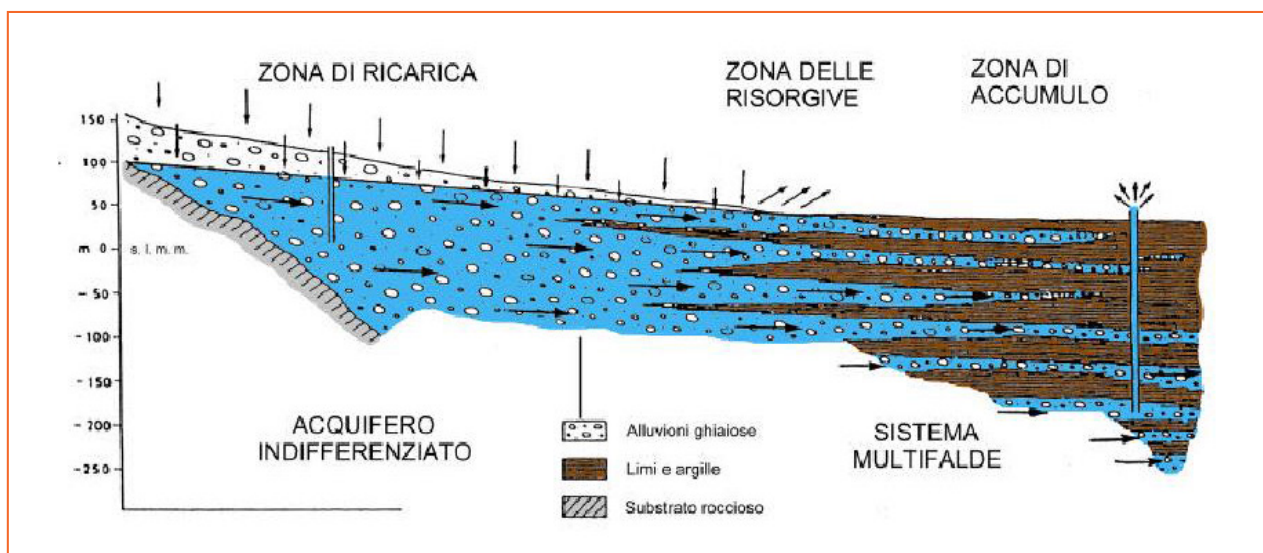 ZONA DI RICARICA
ZONA DELLE
RISORGIVE
ZONA DI
ACCUMULO
150
100
50
m 0
s. l. m. m.
-50
-100
-150
-200
-250
ACQUIFERO
INDIFFERENZIATO
Alluvioni ghiaiose
Limi e argille
Substrato roccioso
SISTEMA
MULTIFALDE